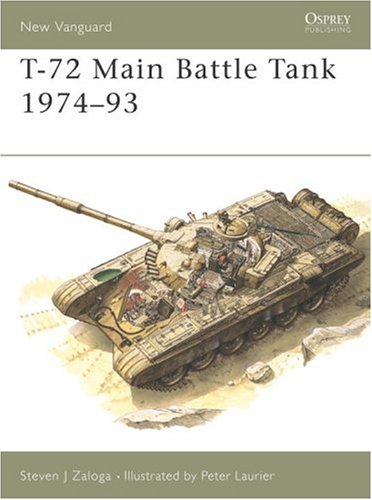 New Vanguard
OSPREY
PUBLISHING
T-72 Main Battle Tank
1974–93
Steven J Zaloga • Illustrated by Peter Laurier